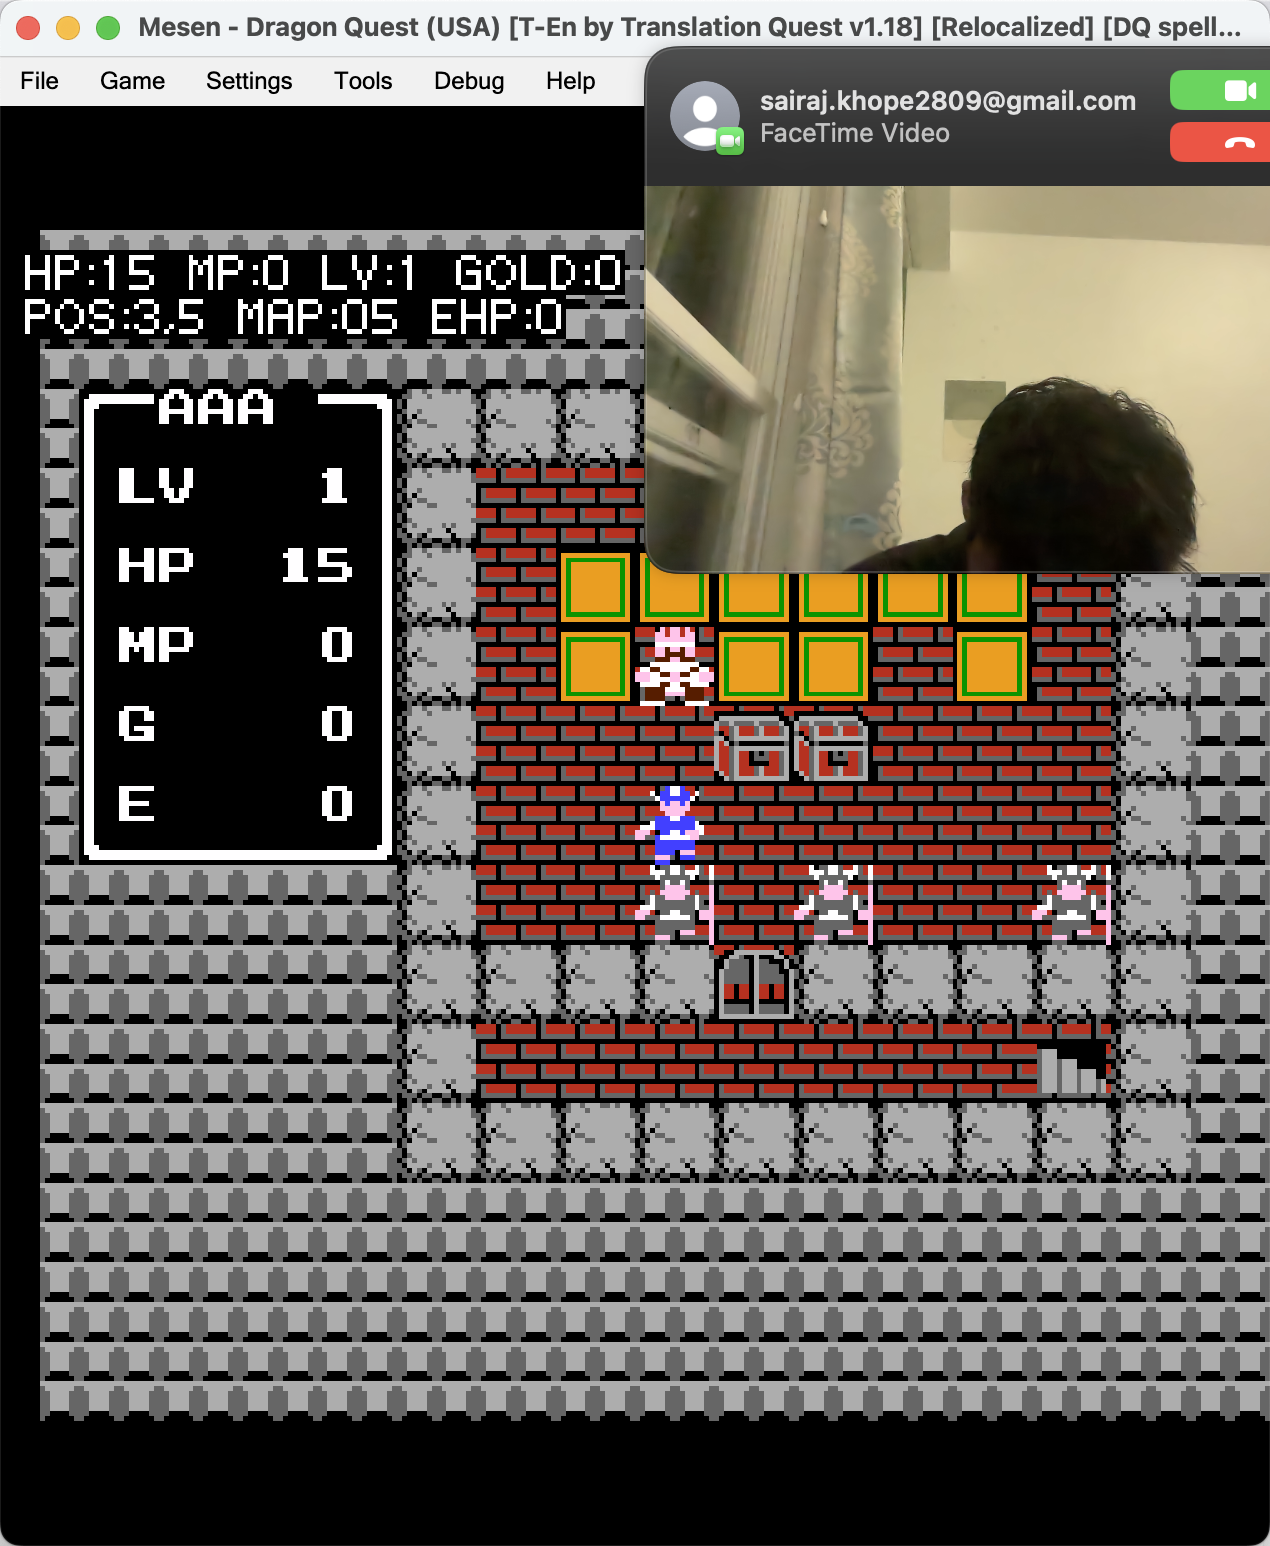 Mesen - Dragon Quest (USA) [T-En by Translation Quest v1.18] [Relocalized] [DQ spell...
File Game Settings Tools Debug Help
sairaj.khope2809@gmail.com
FaceTime Video
HP:15 MP:0 LV:1 GOLD:0
POS:3,5 MAP:05 EHP:0
AAA
LV 1
HP 15
MP 0
G 0
E 0